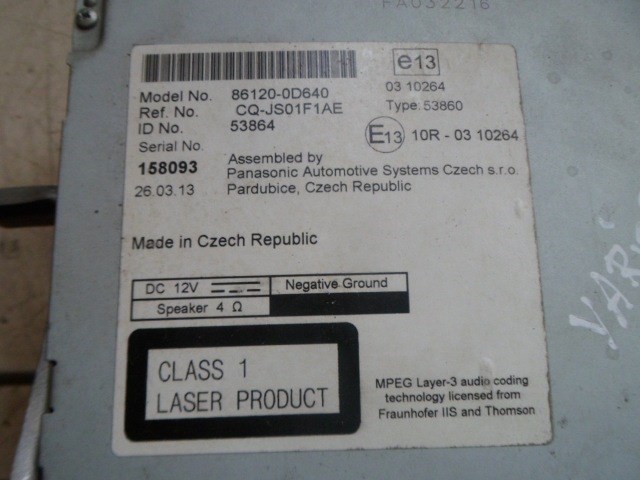 FA032216
e13
Model No. 86120-0D640
03 10264
Ref. No. CQ-JS01F1AE
Type: 53860
ID No. 53864
E13 10R - 03 10264
Serial No.
158093
Assembled by
Panasonic Automotive Systems Czech s.r.o.
26.03.13
Pardubice, Czech Republic
Made in Czech Republic
DC 12V
Negative Ground
Speaker 4 Ω
CLASS 1
LASER PRODUCT
MPEG Layer-3 audio coding
technology licensed from
Fraunhofer IIS and Thomson